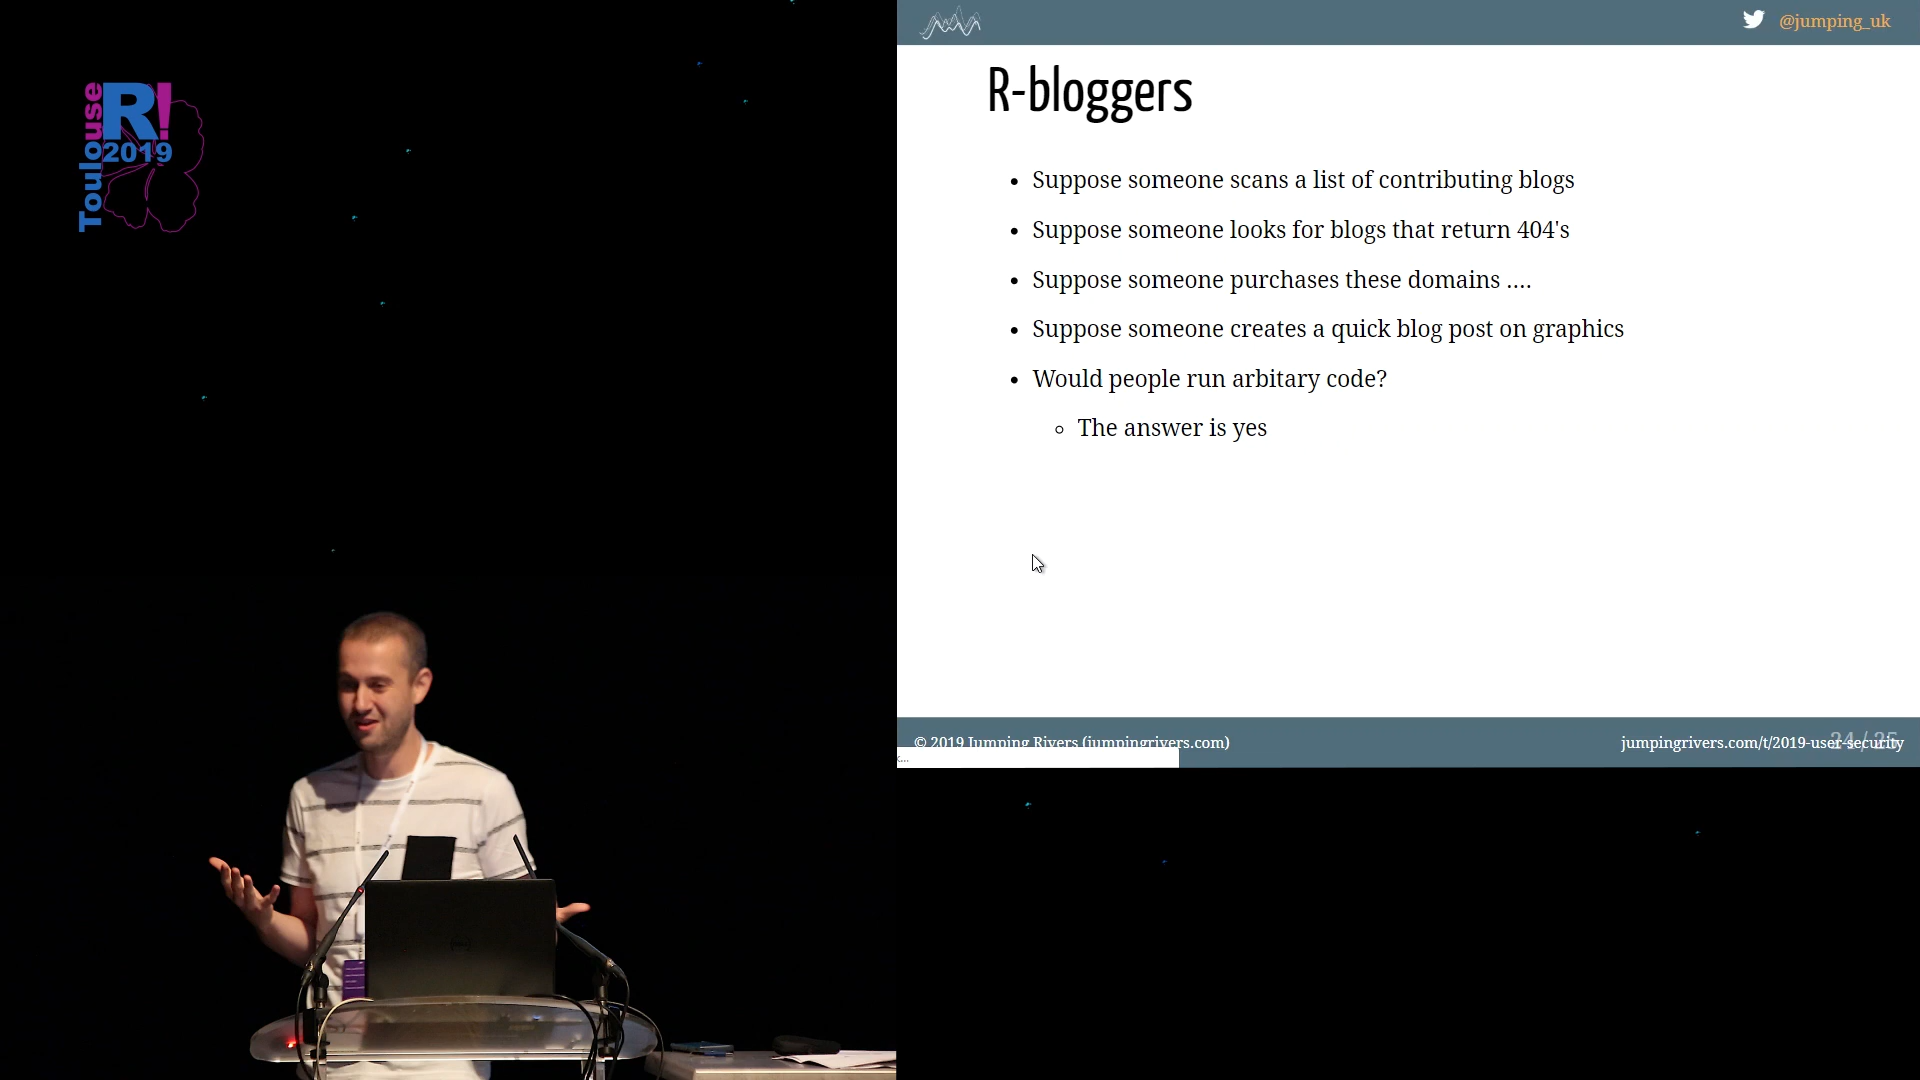 Toulouse
R!
2019
@jumping_uk
R-bloggers
Suppose someone scans a list of contributing blogs
Suppose someone looks for blogs that return 404's
Suppose someone purchases these domains ....
Suppose someone creates a quick blog post on graphics
Would people run arbitary code?
The answer is yes
© 2019 Jumping Rivers (jumpingrivers.com)
jumpingrivers.com/t/2019-user-security
24 / 25